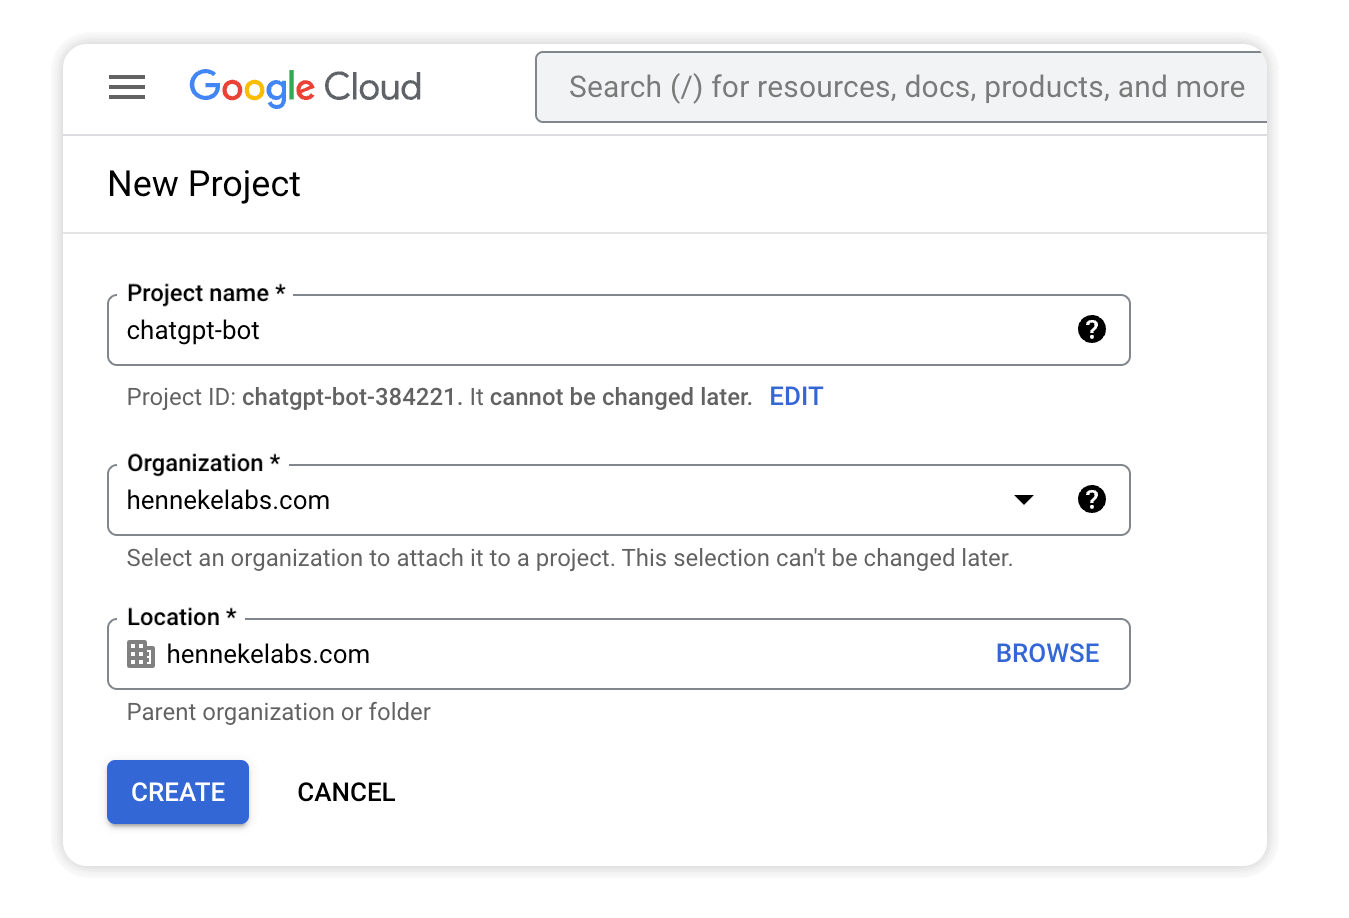 Google Cloud
Search (/) for resources, docs, products, and more
New Project
Project name *
chatgpt-bot
Project ID: chatgpt-bot-384221. It cannot be changed later. EDIT
Organization *
hennekelabs.com
Select an organization to attach it to a project. This selection can't be changed later.
Location *
hennekelabs.com BROWSE
Parent organization or folder
CREATE CANCEL